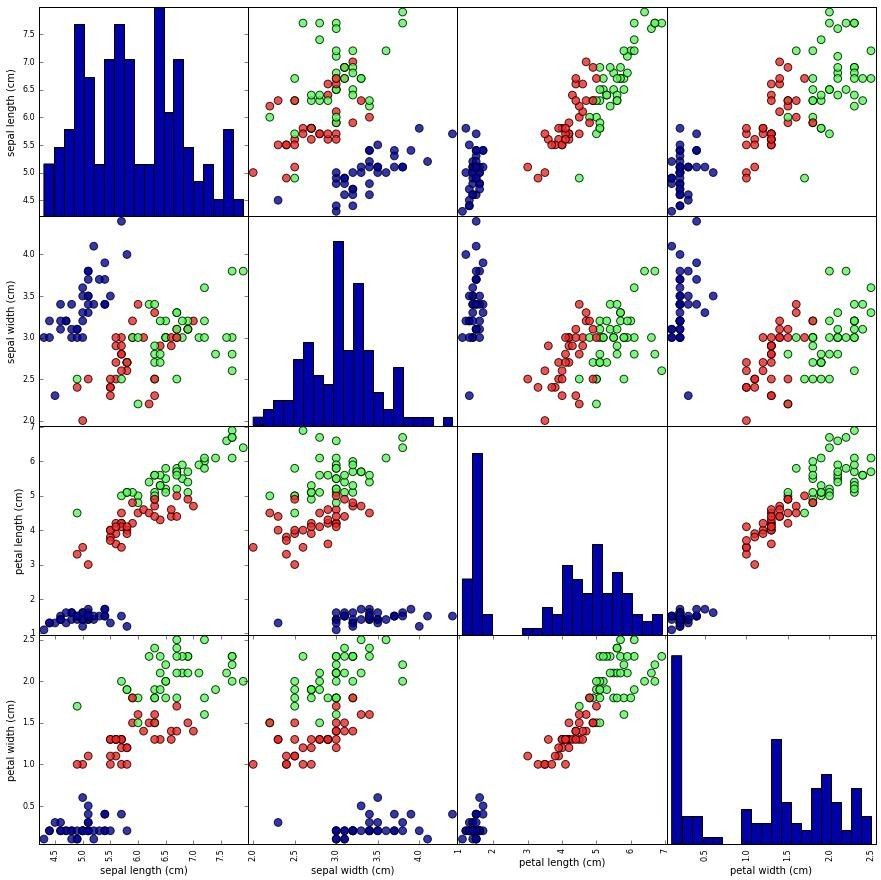 sepal length (cm)
7.5
7.0
6.5
6.0
5.5
5.0
4.5
sepal width (cm)
4.0
3.5
3.0
2.5
2.0
petal length (cm)
7
6
5
4
3
2
1
petal width (cm)
2.5
2.0
1.5
1.0
0.5
4.5 5.0 5.5 6.0 6.5 7.0 7.5
2.0 2.5 3.0 3.5 4.0
1 2 3 4 5 6 7
0.5 1.0 1.5 2.0 2.5
sepal length (cm)
sepal width (cm)
petal length (cm)
petal width (cm)